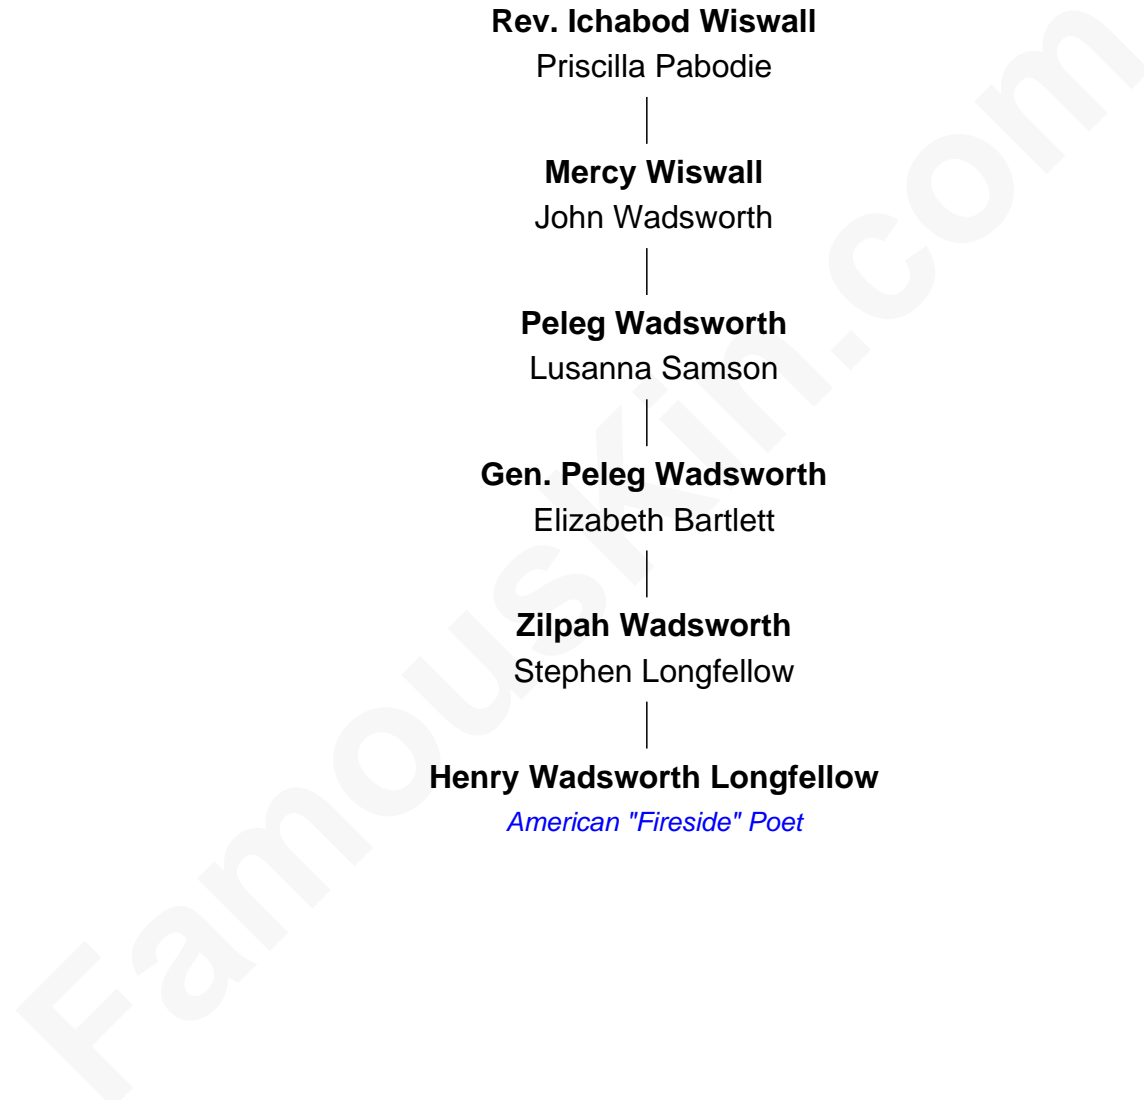 Rev. Ichabod Wiswall
Priscilla Pabodie
Mercy Wiswall
John Wadsworth
Peleg Wadsworth
Lusanna Samson
Gen. Peleg Wadsworth
Elizabeth Bartlett
Zilpah Wadsworth
Stephen Longfellow
Henry Wadsworth Longfellow
American "Fireside" Poet
FamousKin.com